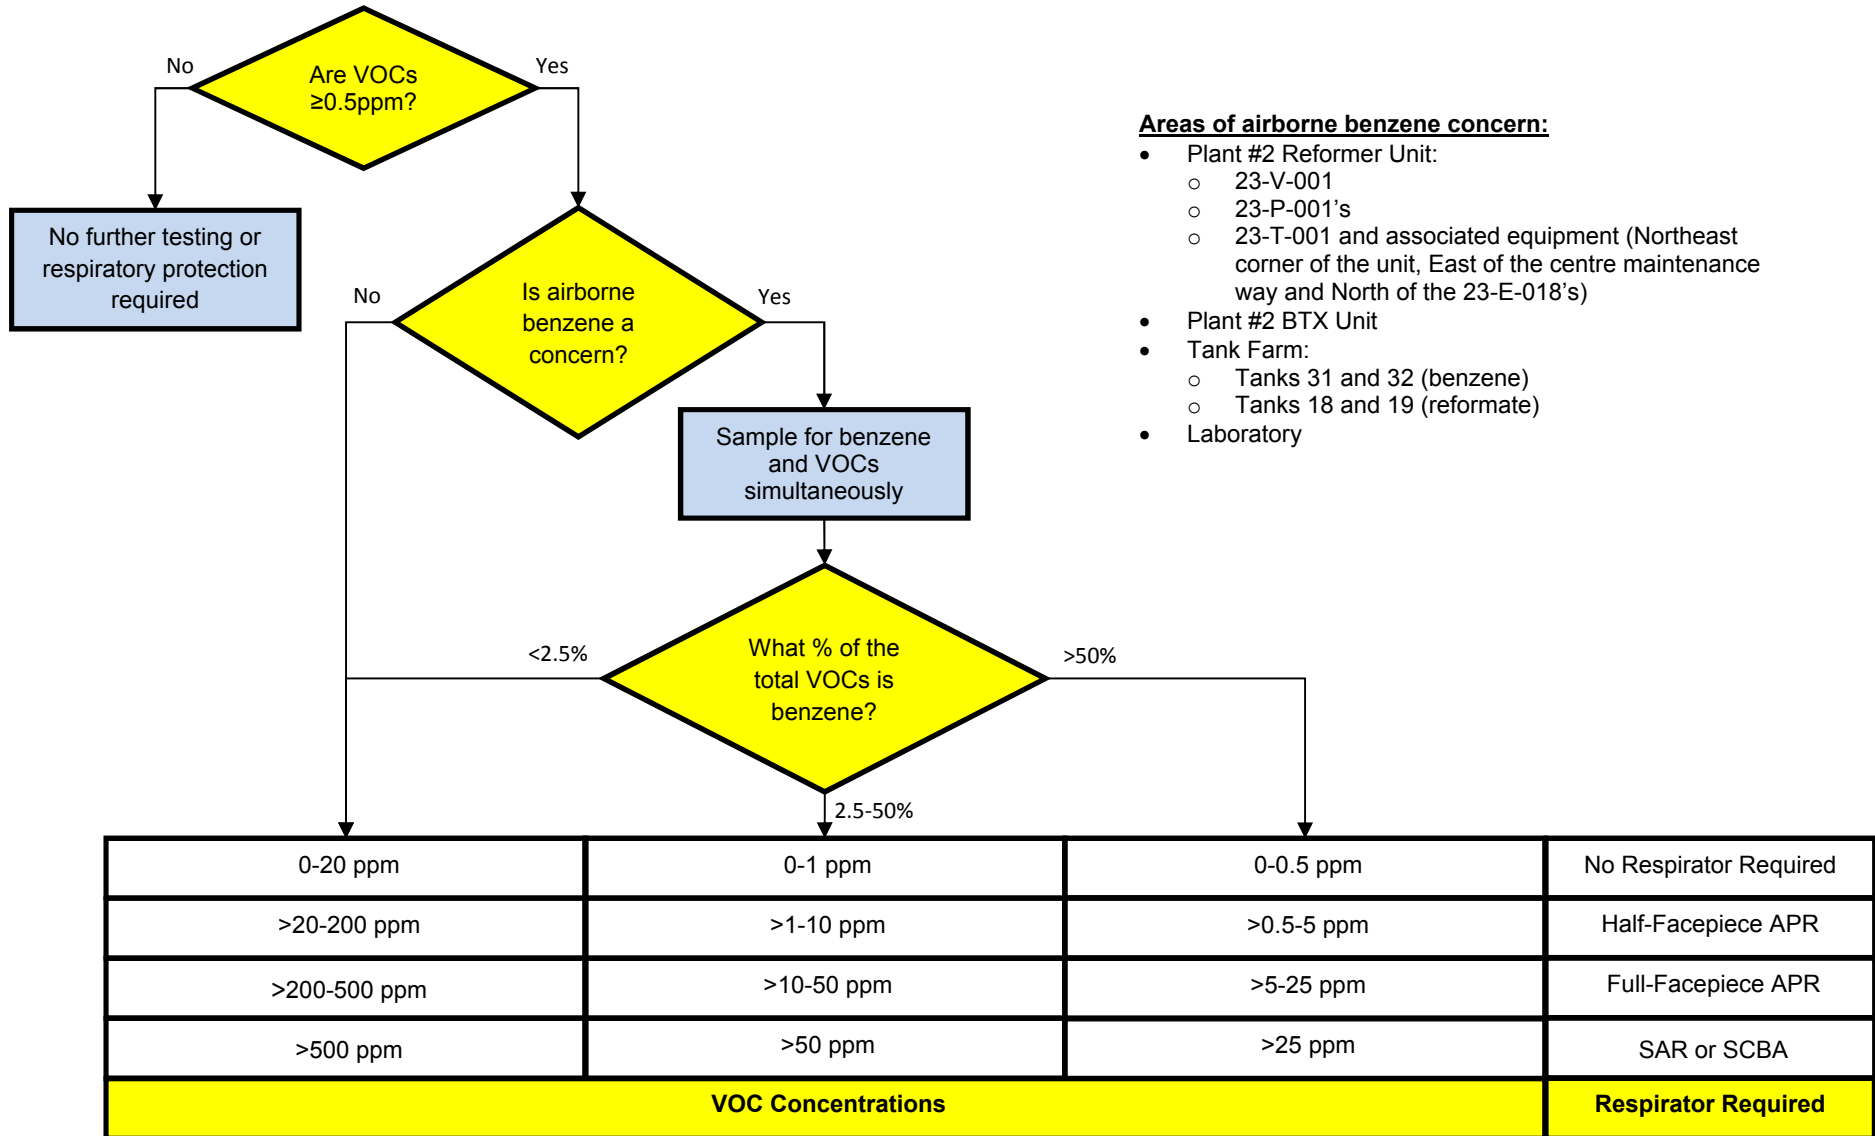 No
Are VOCs
≥0.5ppm?
Yes
No further testing or
respiratory protection
required
No
Is airborne
benzene a
concern?
Yes
Sample for benzene
and VOCs
simultaneously
<2.5%
What % of the
total VOCs is
benzene?
>50%
2.5-50%
Areas of airborne benzene concern:
• Plant #2 Reformer Unit:
o 23-V-001
o 23-P-001’s
o 23-T-001 and associated equipment (Northeast
corner of the unit, East of the centre maintenance
way and North of the 23-E-018’s)
• Plant #2 BTX Unit
• Tank Farm:
o Tanks 31 and 32 (benzene)
o Tanks 18 and 19 (reformate)
• Laboratory
0-20 ppm 0-1 ppm 0-0.5 ppm No Respirator Required
>20-200 ppm >1-10 ppm >0.5-5 ppm Half-Facepiece APR
>200-500 ppm >10-50 ppm >5-25 ppm Full-Facepiece APR
>500 ppm >50 ppm >25 ppm SAR or SCBA
VOC Concentrations Respirator Required